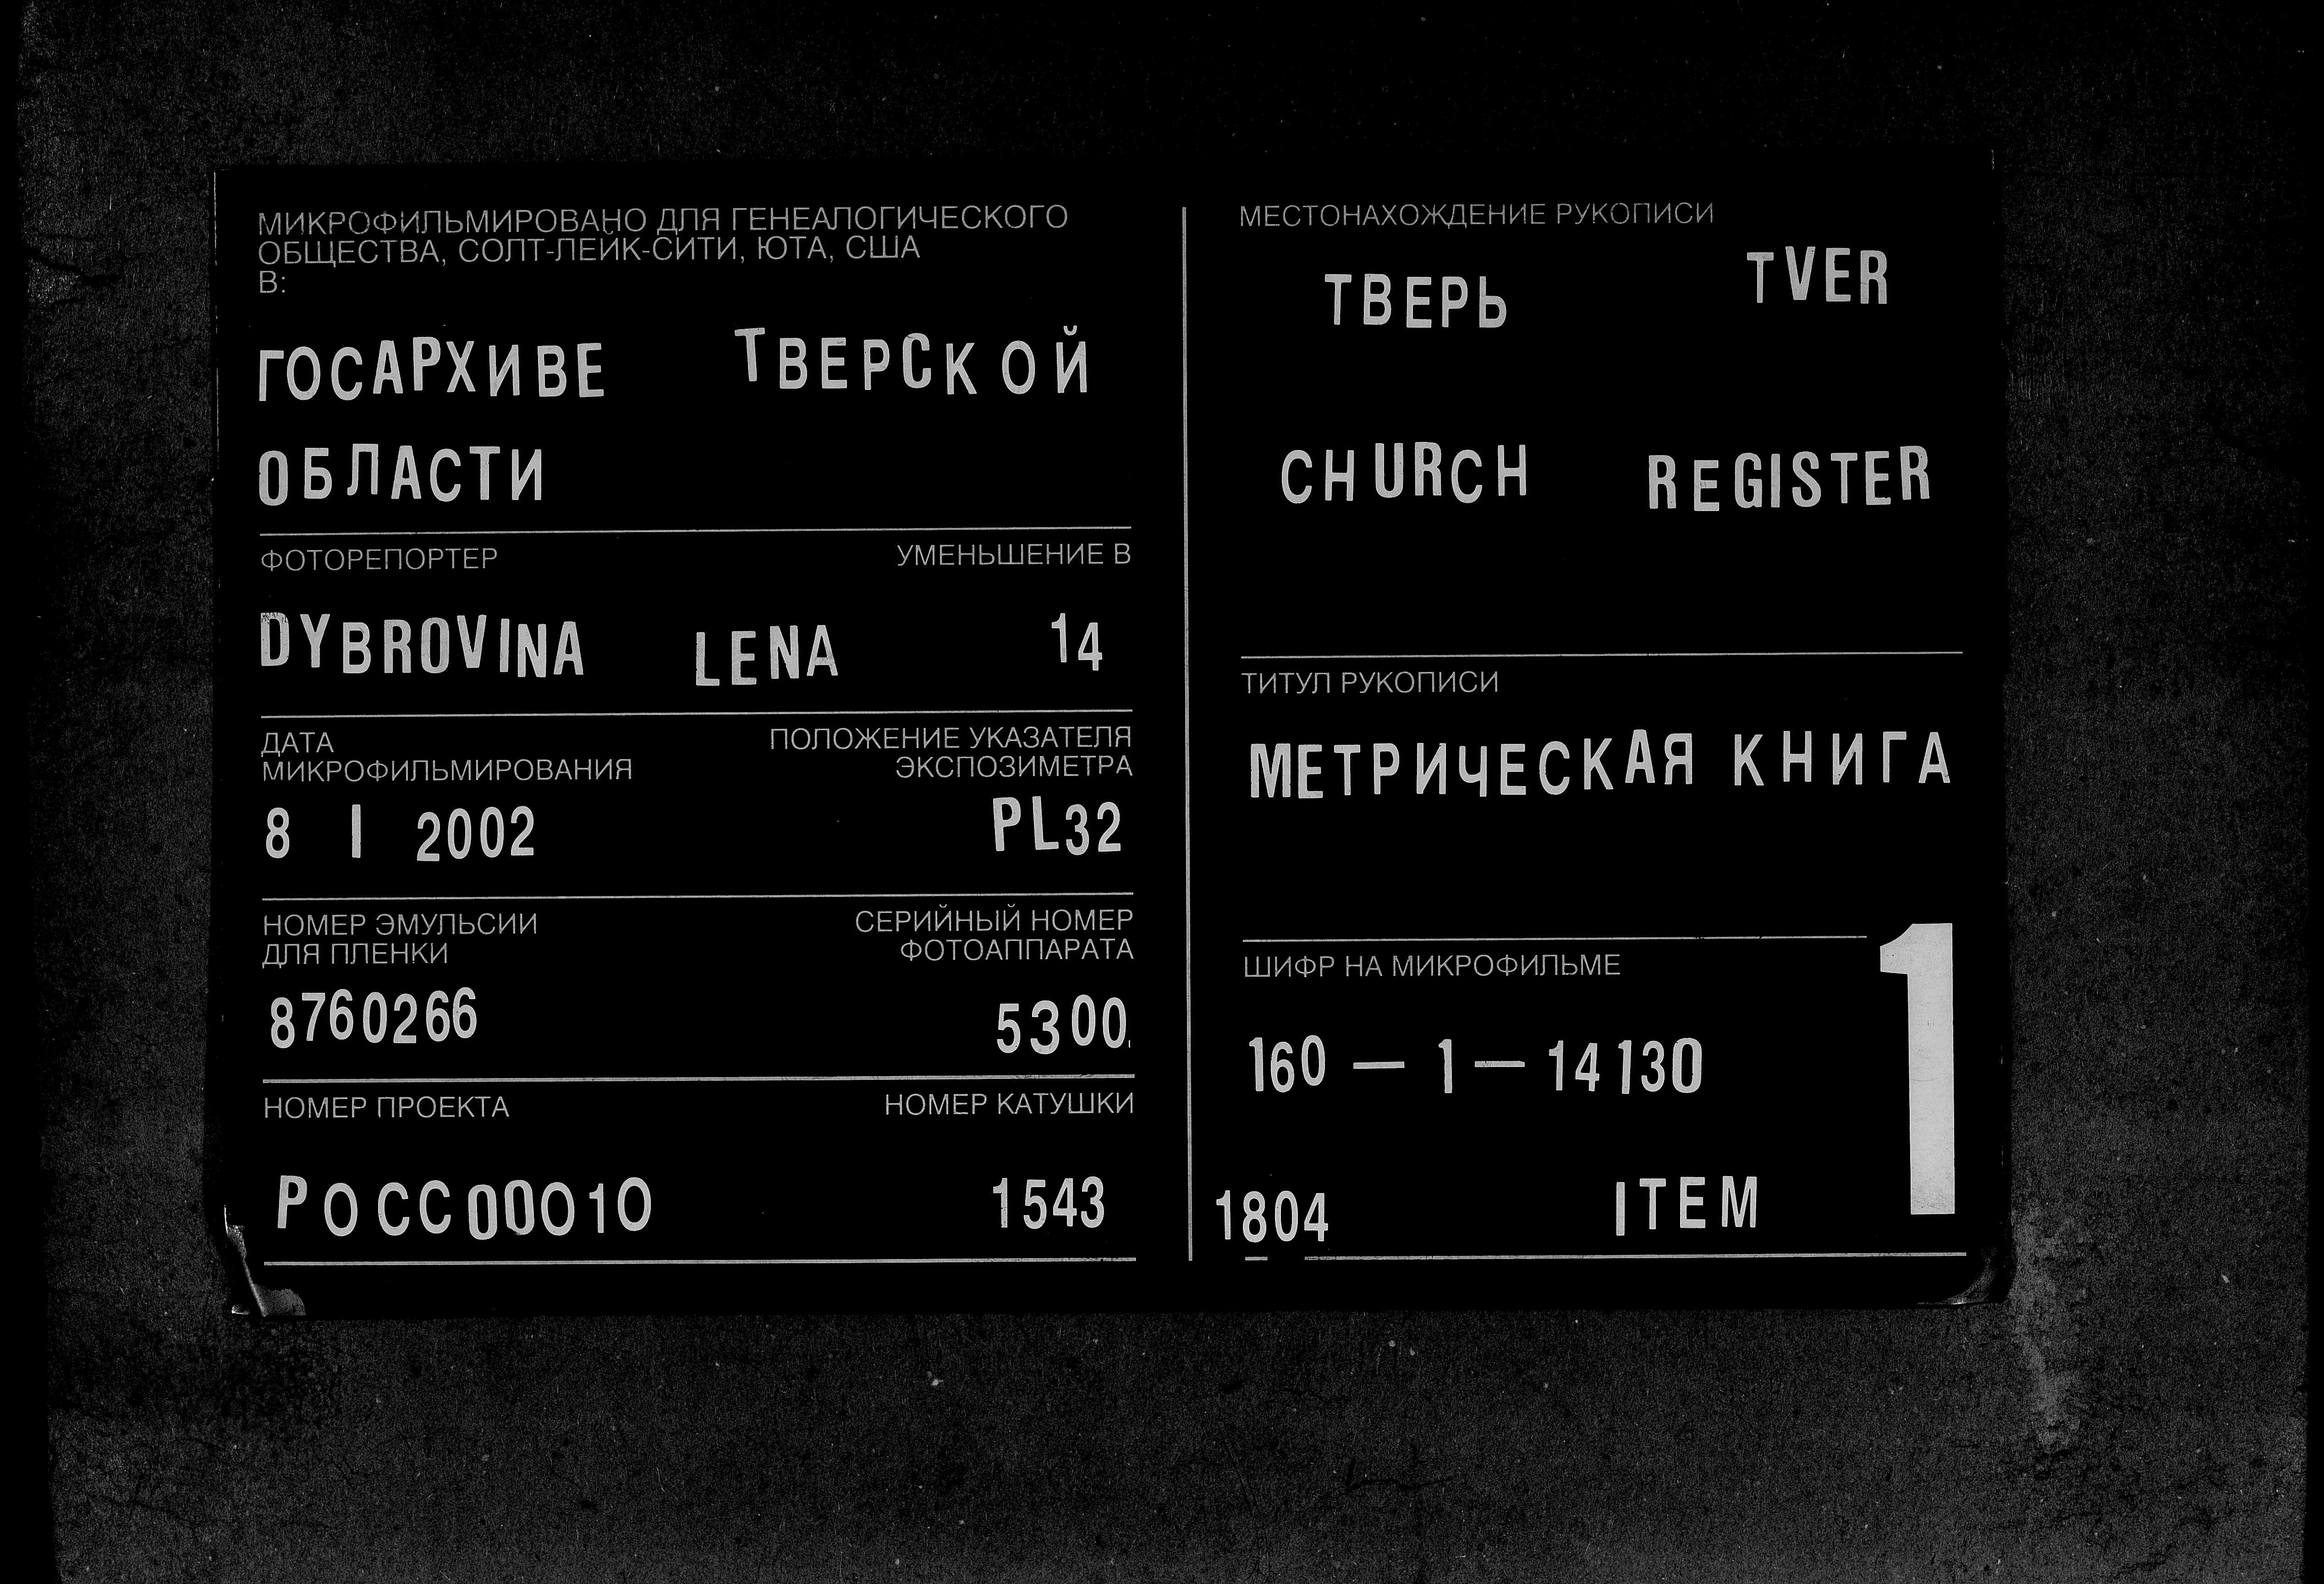 МИКРОФИЛЬМИРОВАНО ДЛЯ ГЕНЕАЛОГИЧЕСКОГО
ОБЩЕСТВА, СОЛТ-ЛЕЙК-СИТИ, ЮТА, США
В:
ГОСАРХИВЕ ТВЕРСКОЙ
ОБЛАСТИ
ФОТОРЕПОРТЕР УМЕНЬШЕНИЕ В
DYBROVINA LENA 14
ДАТА
МИКРОФИЛЬМИРОВАНИЯ
ПОЛОЖЕНИЕ УКАЗАТЕЛЯ
ЭКСПОЗИМЕТРА
8 I 2002 PL32
НОМЕР ЭМУЛЬСИИ
ДЛЯ ПЛЕНКИ
СЕРИЙНЫЙ НОМЕР
ФОТОАППАРАТА
8760266 5300
НОМЕР ПРОЕКТА НОМЕР КАТУШКИ
РОСС00010 1543
МЕСТОНАХОЖДЕНИЕ РУКОПИСИ
ТВЕРЬ TVER
CHURCH REGISTER
ТИТУЛ РУКОПИСИ
МЕТРИЧЕСКАЯ КНИГА
ШИФР НА МИКРОФИЛЬМЕ
160 — 1 — 14130
1804 ITEM 1